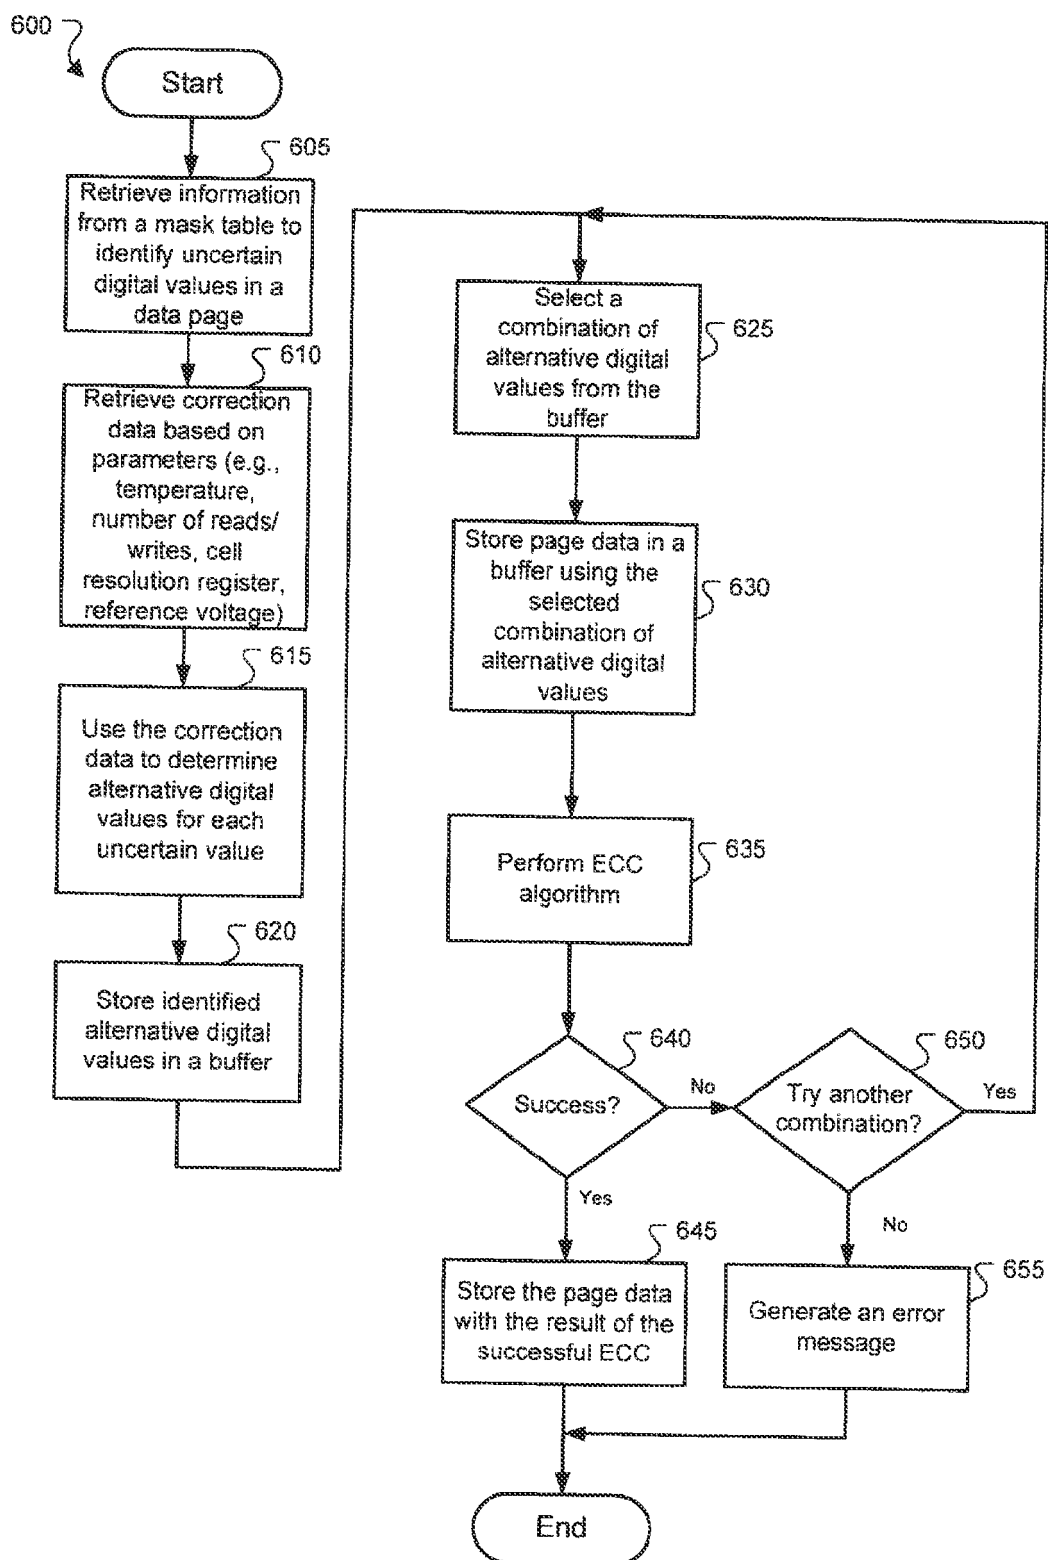 600
Start
605
Retrieve information
from a mask table to
identify uncertain
digital values in a
data page
610
Retrieve correction
data based on
parameters (e.g.,
temperature,
number of reads/
writes, cell
resolution register,
reference voltage)
615
Use the correction
data to determine
alternative digital
values for each
uncertain value
620
Store identified
alternative digital
values in a buffer
Select a
combination of
alternative digital
values from the
buffer
625
Store page data in a
buffer using the
selected
combination of
alternative digital
values
630
Perform ECC
algorithm
635
640
Success?
No
Yes
650
Try another
combination?
Yes
No
645
Store the page data
with the result of the
successful ECC
655
Generate an error
message
End